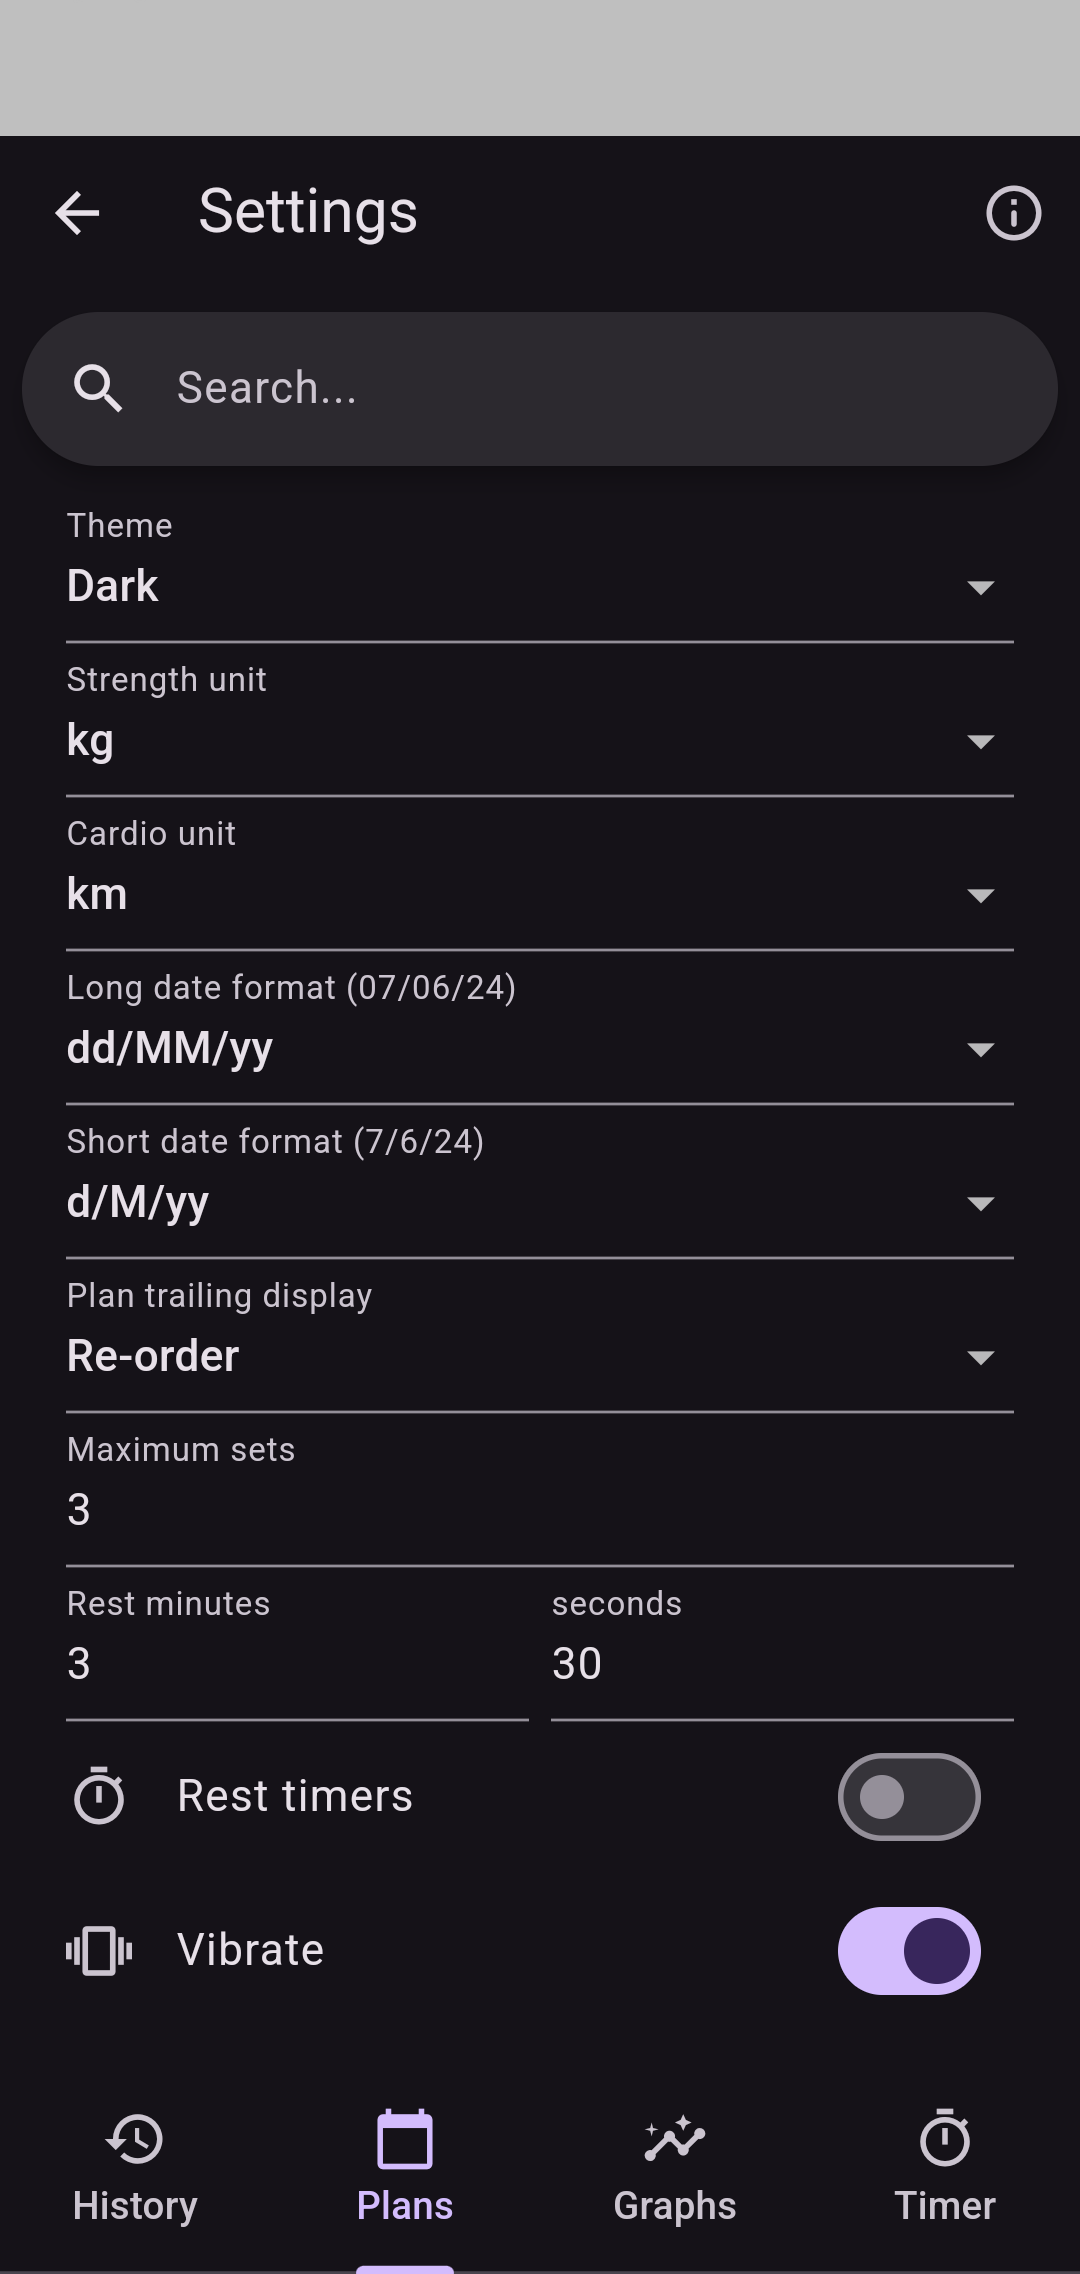 Settings
Search...
Theme
Dark
Strength unit
kg
Cardio unit
km
Long date format (07/06/24)
dd/MM/yy
Short date format (7/6/24)
d/M/yy
Plan trailing display
Re-order
Maximum sets
3
Rest minutes seconds
3 30
Rest timers
Vibrate
History Plans Graphs Timer